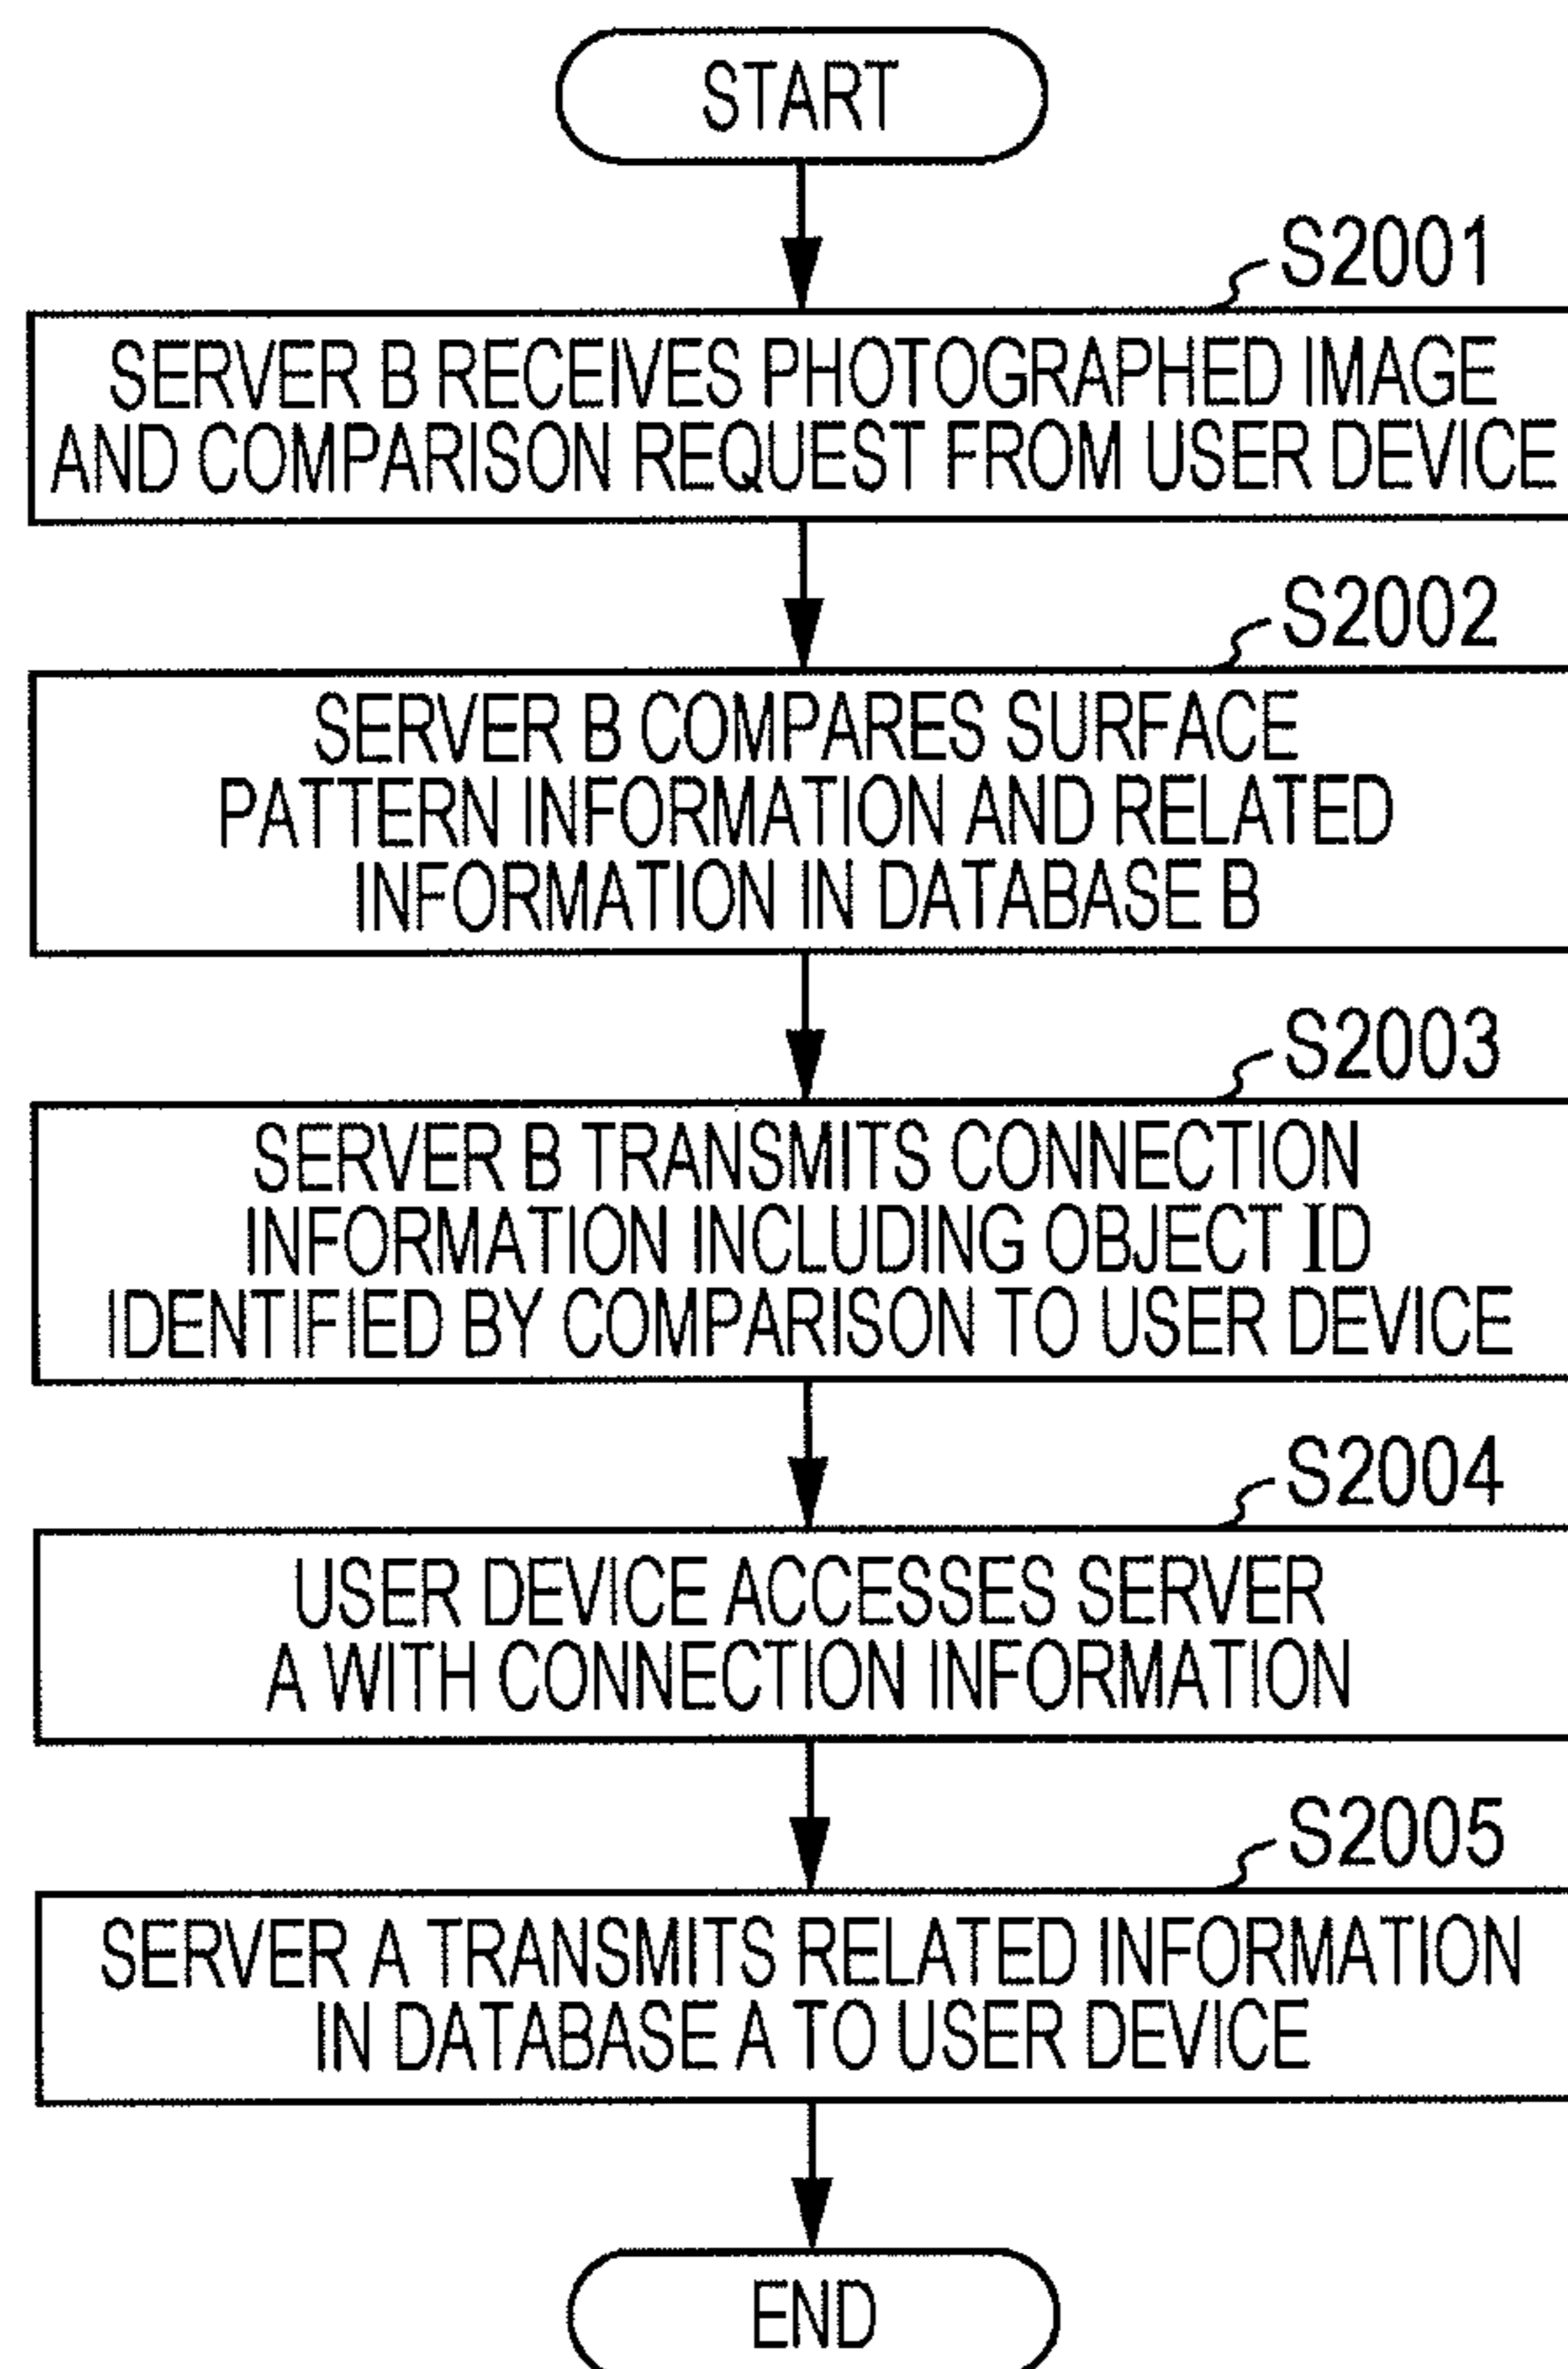 START
S2001
SERVER B RECEIVES PHOTOGRAPHED IMAGE
AND COMPARISON REQUEST FROM USER DEVICE
S2002
SERVER B COMPARES SURFACE
PATTERN INFORMATION AND RELATED
INFORMATION IN DATABASE B
S2003
SERVER B TRANSMITS CONNECTION
INFORMATION INCLUDING OBJECT ID
IDENTIFIED BY COMPARISON TO USER DEVICE
S2004
USER DEVICE ACCESSES SERVER
A WITH CONNECTION INFORMATION
S2005
SERVER A TRANSMITS RELATED INFORMATION
IN DATABASE A TO USER DEVICE
END